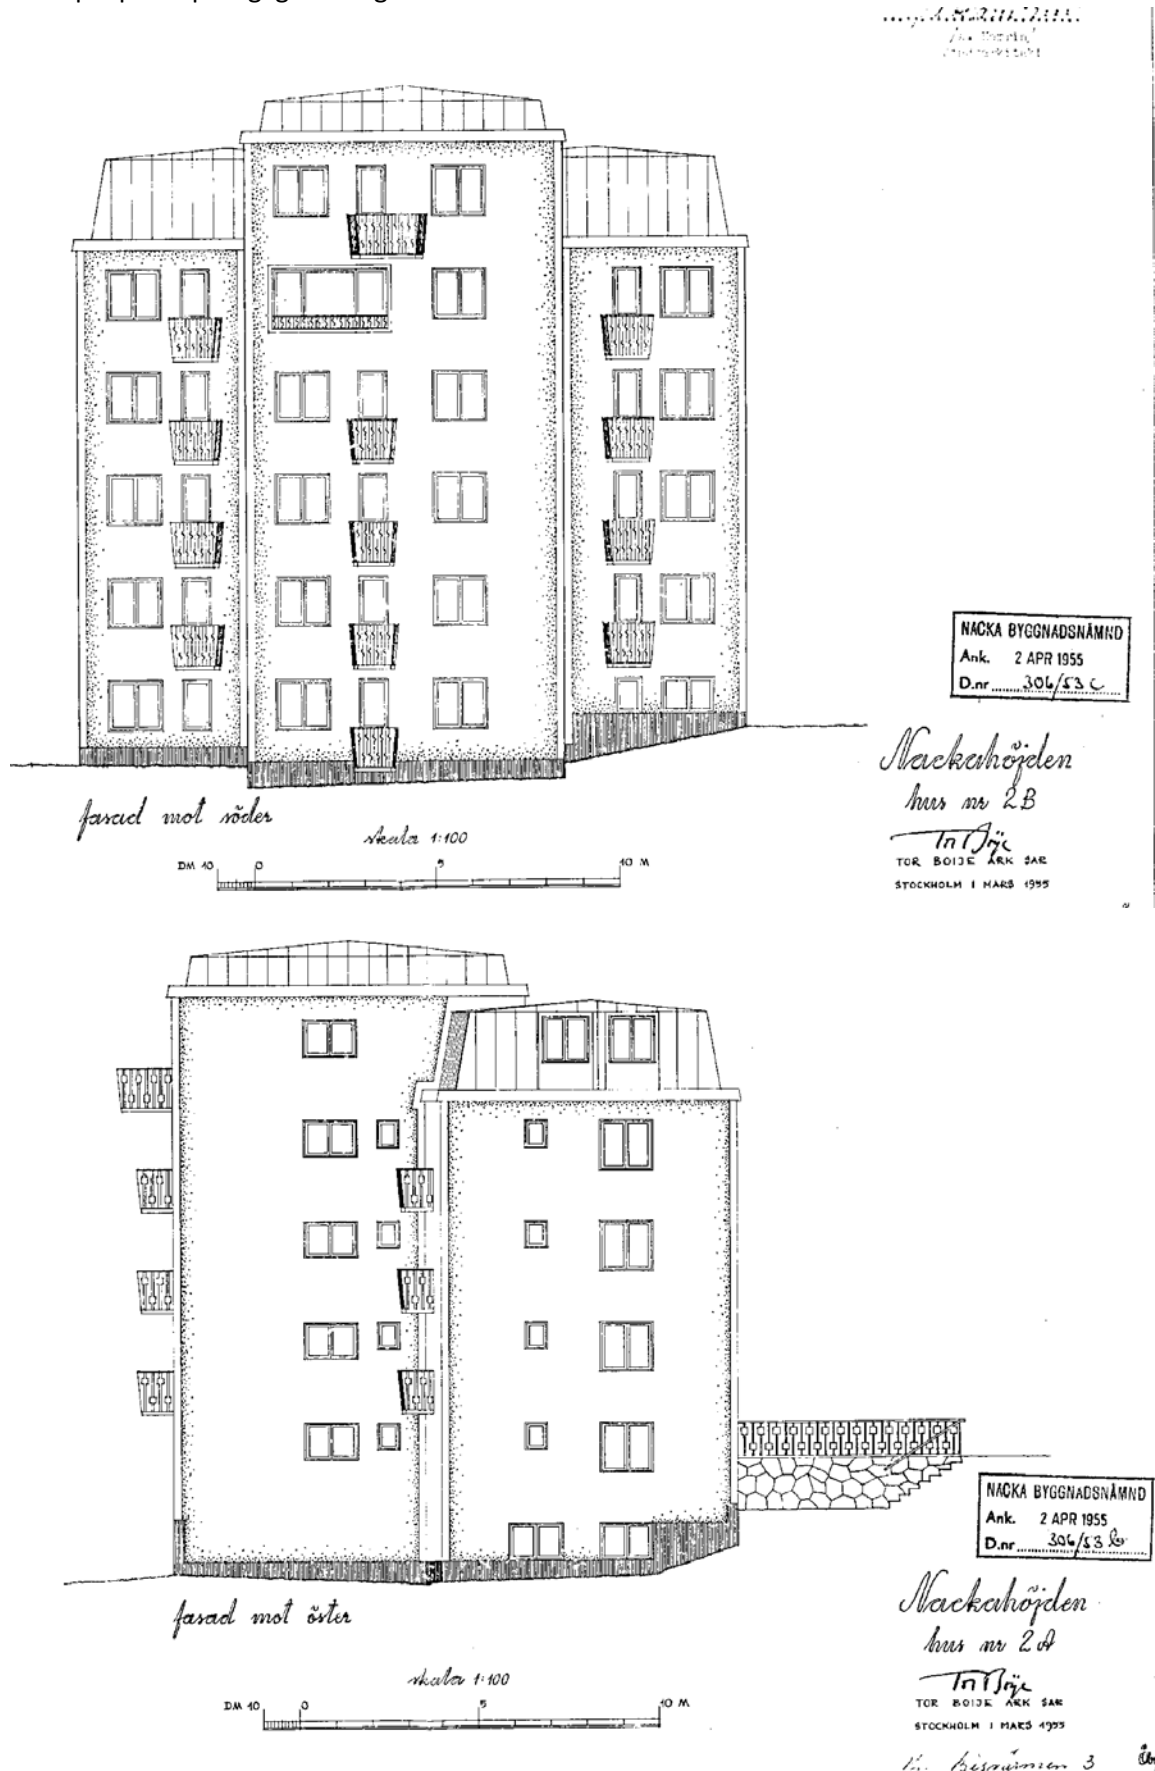 NACKA BYGGNADSNÄMND
Ank. 2 APR 1955
D.nr 306/53 C
Nackahöjden
hus nr 2B
TOR BOIJE ARK SAR
STOCKHOLM I MARS 1955
fasad mot söder
skala 1:100
DM 10 0 5 10 M
NACKA BYGGNADSNÄMND
Ank. 2 APR 1955
D.nr 306/53 b
Nackahöjden
hus nr 2A
TOR BOIJE ARK SAR
STOCKHOLM I MARS 1955
fasad mot öster
skala 1:100
DM 10 0 5 10 M
3